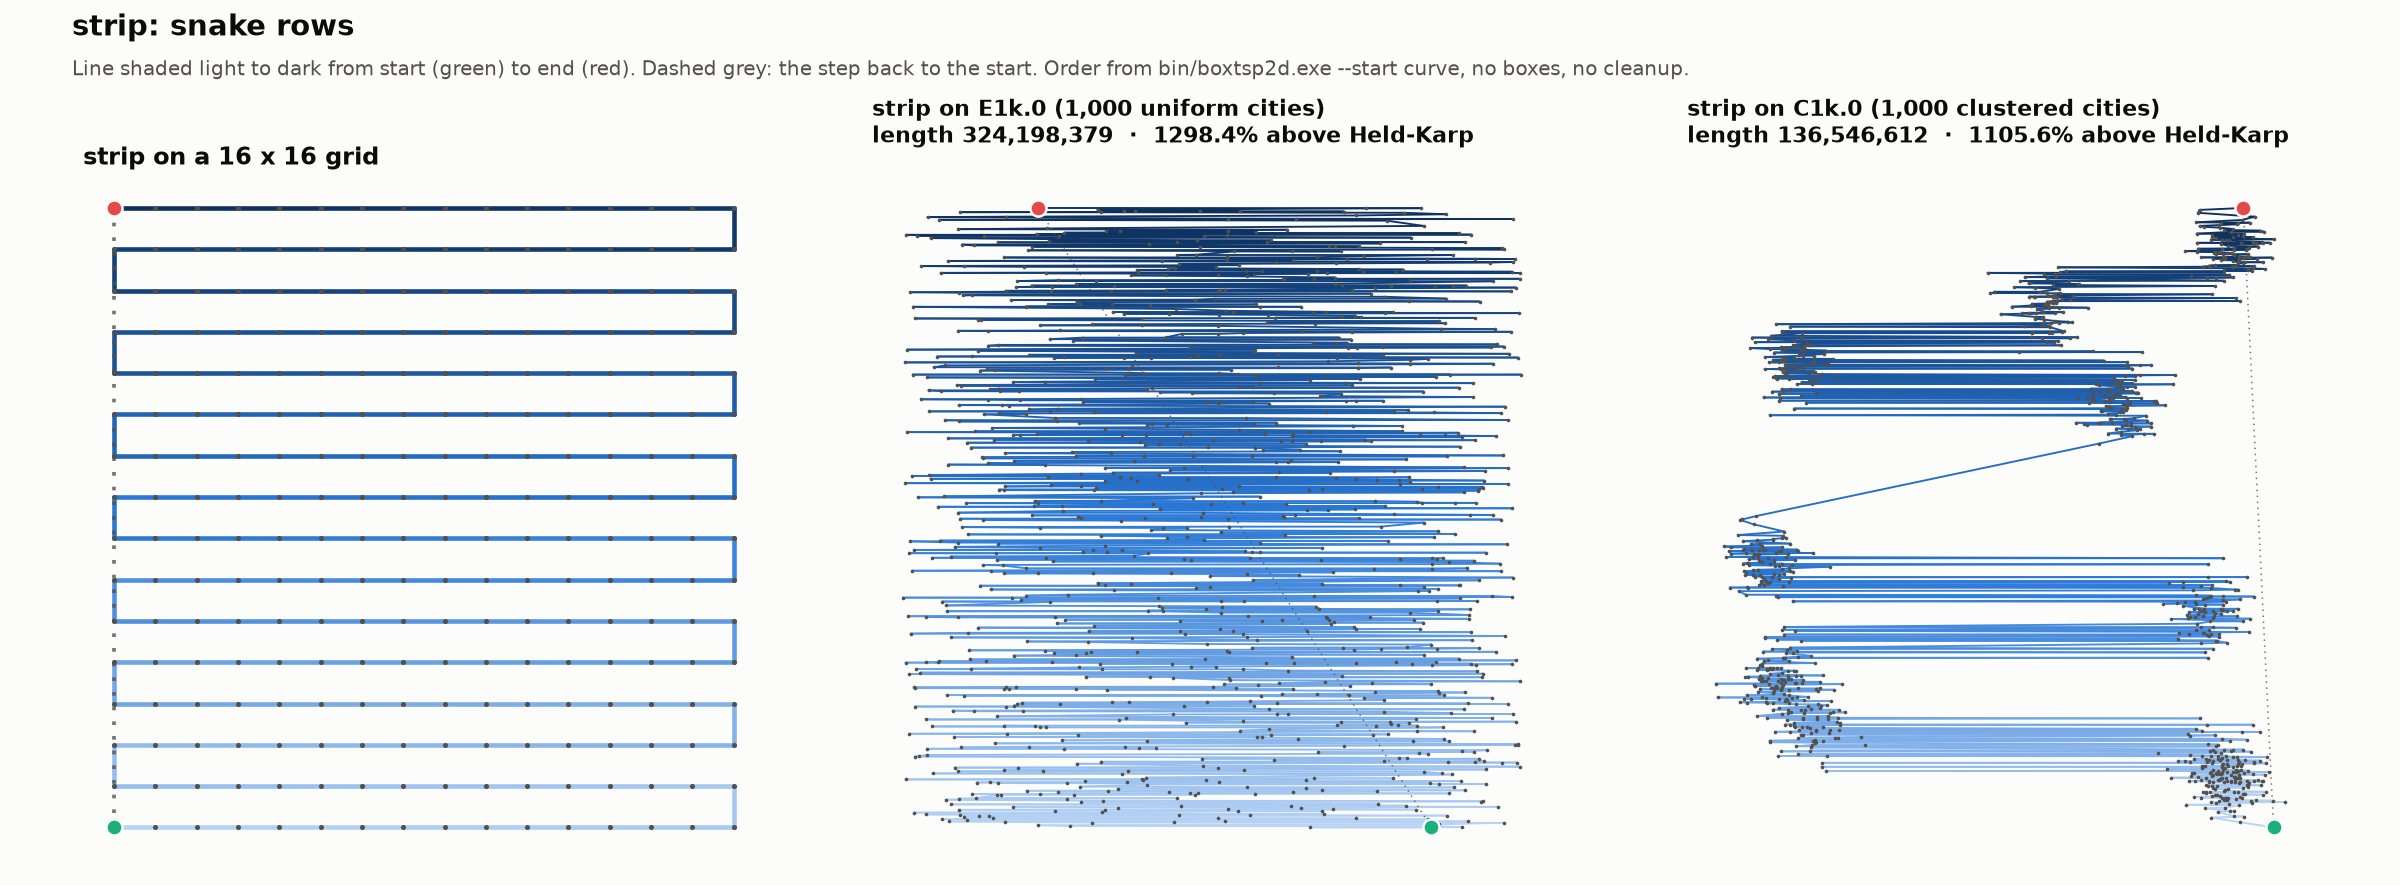 strip: snake rows
Line shaded light to dark from start (green) to end (red). Dashed grey: the step back to the start. Order from bin/boxtsp2d.exe --start curve, no boxes, no cleanup.
strip on a 16 x 16 grid
strip on E1k.0 (1,000 uniform cities)
length 324,198,379 · 1298.4% above Held-Karp
strip on C1k.0 (1,000 clustered cities)
length 136,546,612 · 1105.6% above Held-Karp